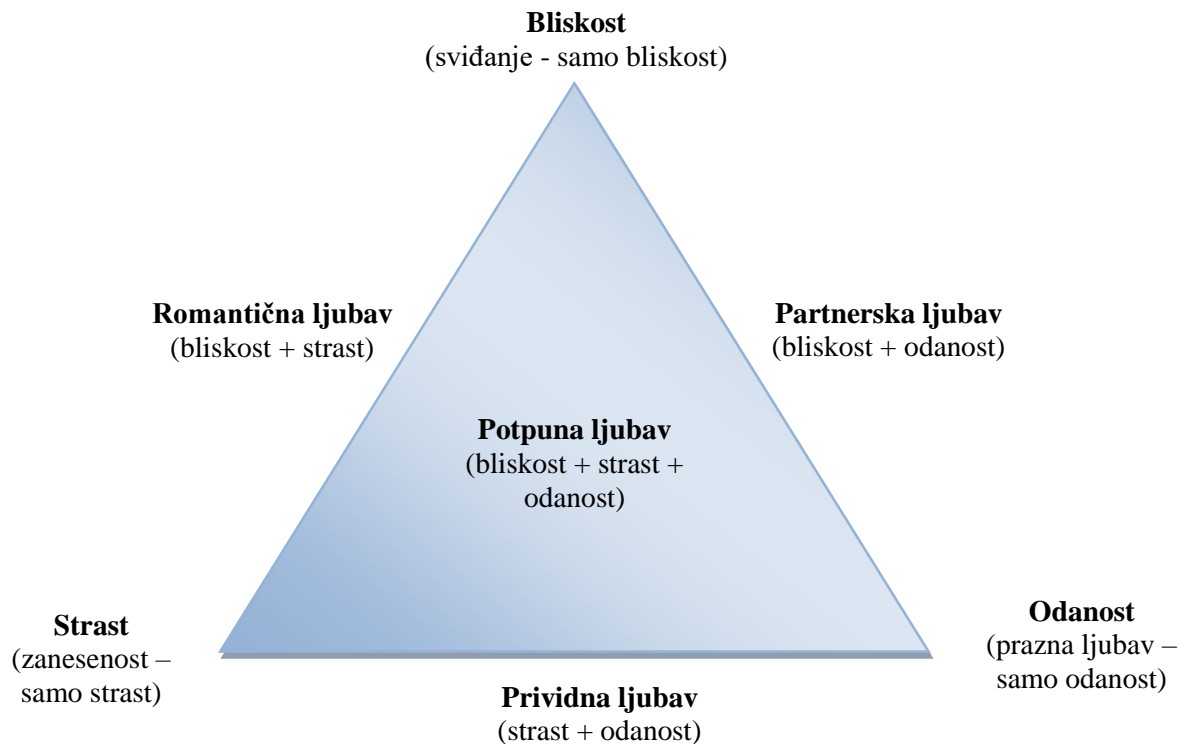 Bliskost
(sviđanje - samo bliskost)
Romantična ljubav
(bliskost + strast)
Partnerska ljubav
(bliskost + odanost)
Potpuna ljubav
(bliskost + strast +
odanost)
Strast
(zanesenost –
samo strast)
Odanost
(prazna ljubav –
samo odanost)
Prividna ljubav
(strast + odanost)